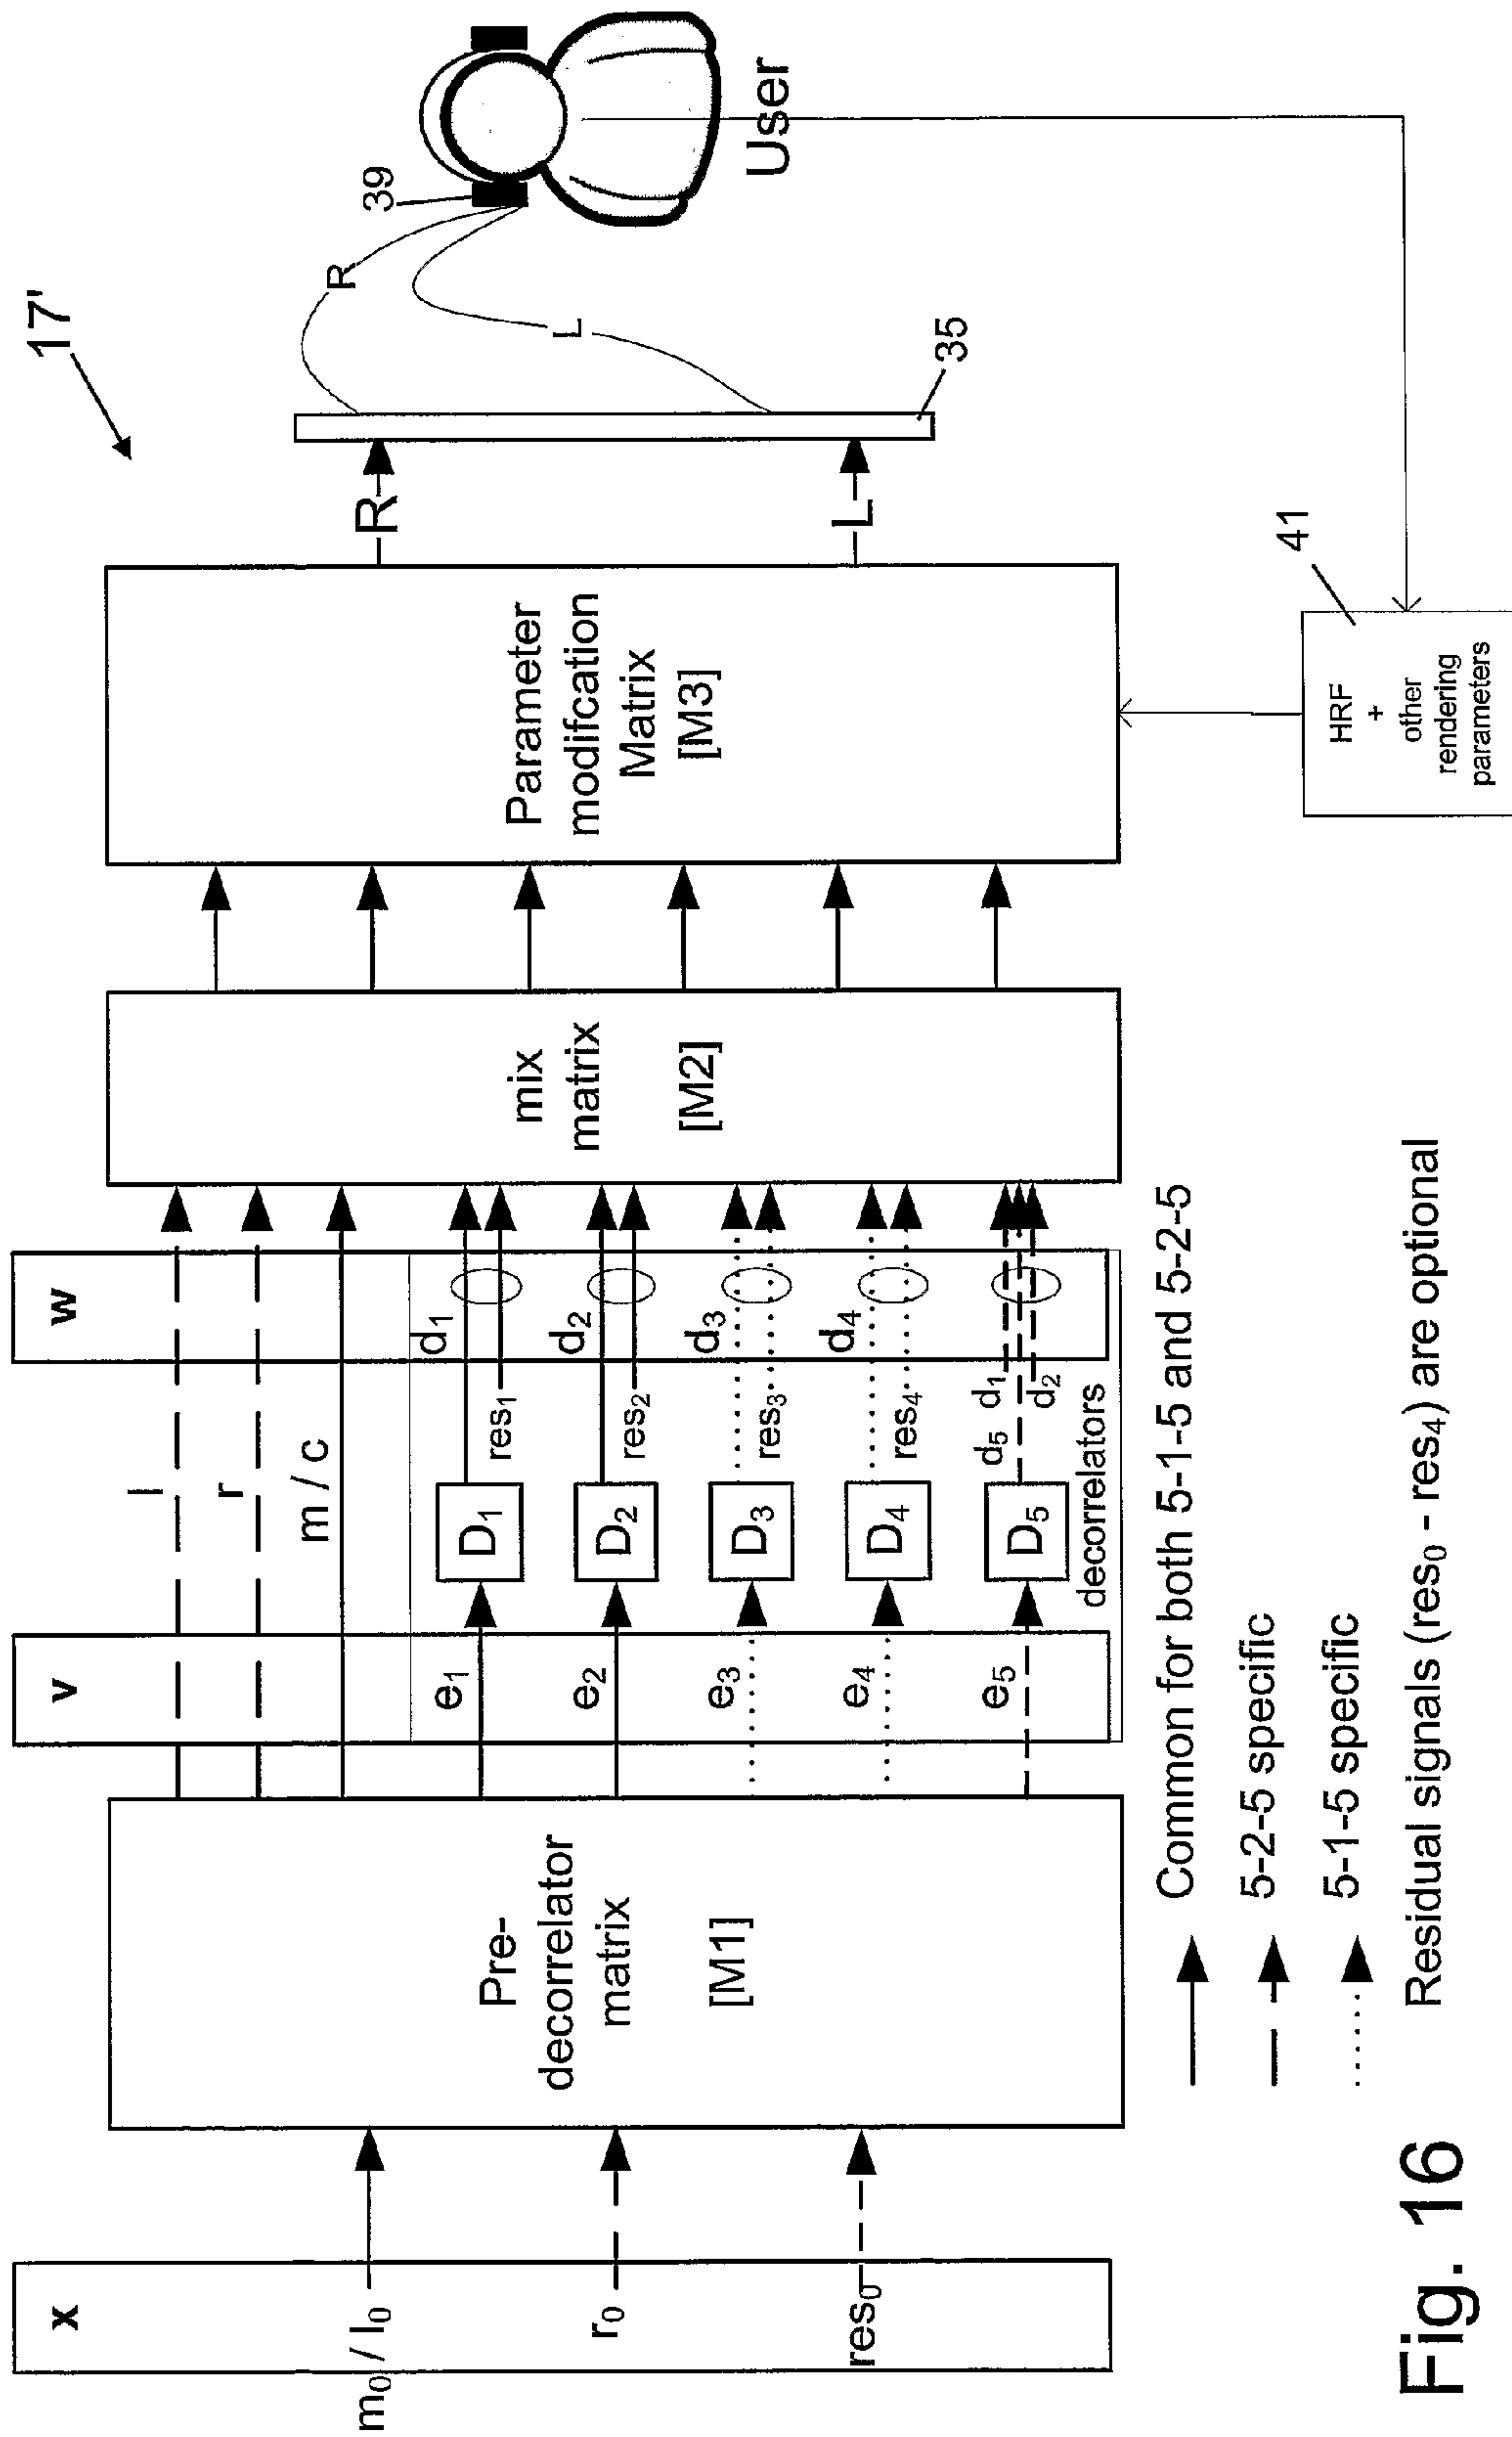 17'
x
v
w
m₀ / l₀
r₀
res₀
Pre-
decorrelator
matrix
[M1]
l
r
m / c
e₁
e₂
e₃
e₄
e₅
D₁
D₂
D₃
D₄
D₅
decorrelators
d₁
res₁
d₂
res₂
d₃
res₃
d₄
res₄
d₅
d₁
d₂
mix
matrix
[M2]
Parameter
modifcation
Matrix
[M3]
R
L
35
R
L
39
User
41
HRF
+
other
rendering
parameters
Common for both 5-1-5 and 5-2-5
5-2-5 specific
5-1-5 specific
Residual signals (res₀ - res₄) are optional
Fig. 16